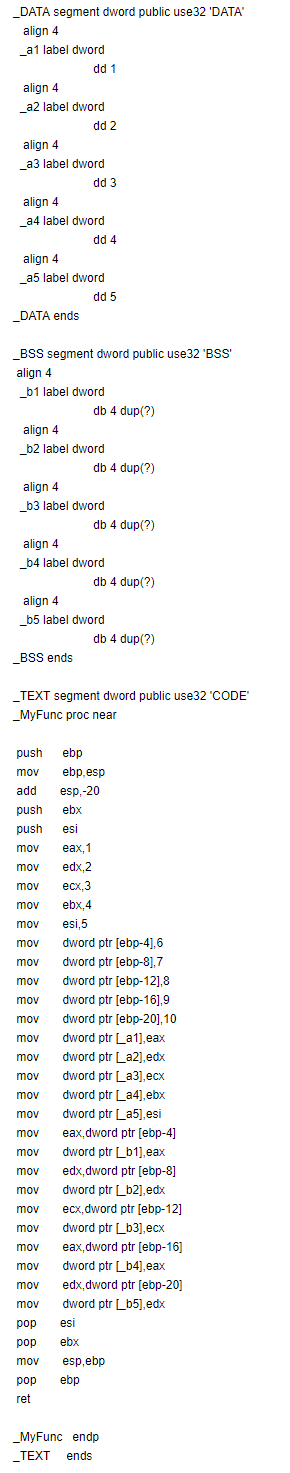 _DATA segment dword public use32 'DATA'
align 4
_a1 label dword
dd 1
align 4
_a2 label dword
dd 2
align 4
_a3 label dword
dd 3
align 4
_a4 label dword
dd 4
align 4
_a5 label dword
dd 5
_DATA ends

_BSS segment dword public use32 'BSS'
align 4
_b1 label dword
db 4 dup(?)
align 4
_b2 label dword
db 4 dup(?)
align 4
_b3 label dword
db 4 dup(?)
align 4
_b4 label dword
db 4 dup(?)
align 4
_b5 label dword
db 4 dup(?)
_BSS ends

_TEXT segment dword public use32 'CODE'
_MyFunc proc near

push ebp
mov ebp,esp
add esp,-20
push ebx
push esi
mov eax,1
mov edx,2
mov ecx,3
mov ebx,4
mov esi,5
mov dword ptr [ebp-4],6
mov dword ptr [ebp-8],7
mov dword ptr [ebp-12],8
mov dword ptr [ebp-16],9
mov dword ptr [ebp-20],10
mov dword ptr [_a1],eax
mov dword ptr [_a2],edx
mov dword ptr [_a3],ecx
mov dword ptr [_a4],ebx
mov dword ptr [_a5],esi
mov eax,dword ptr [ebp-4]
mov dword ptr [_b1],eax
mov edx,dword ptr [ebp-8]
mov dword ptr [_b2],edx
mov ecx,dword ptr [ebp-12]
mov dword ptr [_b3],ecx
mov eax,dword ptr [ebp-16]
mov dword ptr [_b4],eax
mov edx,dword ptr [ebp-20]
mov dword ptr [_b5],edx
pop esi
pop ebx
mov esp,ebp
pop ebp
ret

_MyFunc endp
_TEXT ends